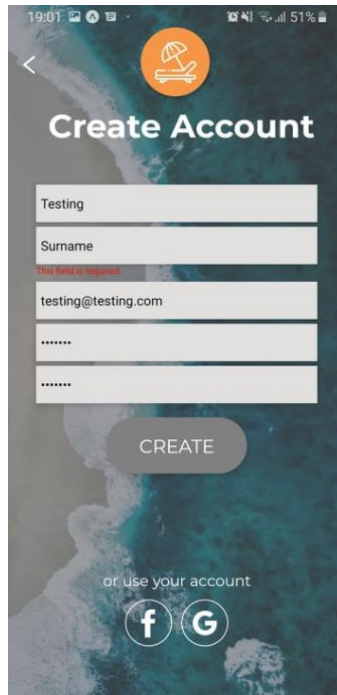 19:01
51%
Create Account
Testing
Surname
This field is required
testing@testing.com
•••••••
•••••••
CREATE
or use your account
f G